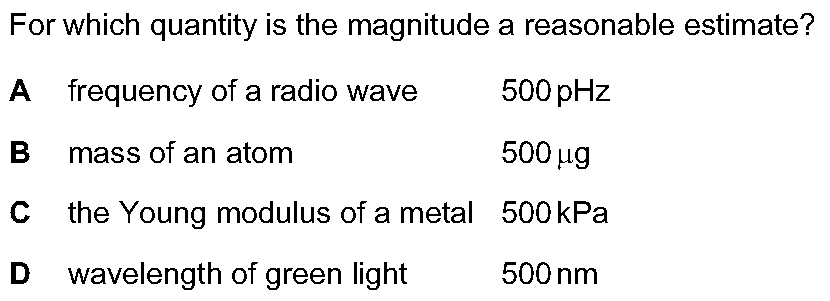 For which quantity is the magnitude a reasonable estimate?
A frequency of a radio wave 500 pHz
B mass of an atom 500 μg
C the Young modulus of a metal 500 kPa
D wavelength of green light 500 nm